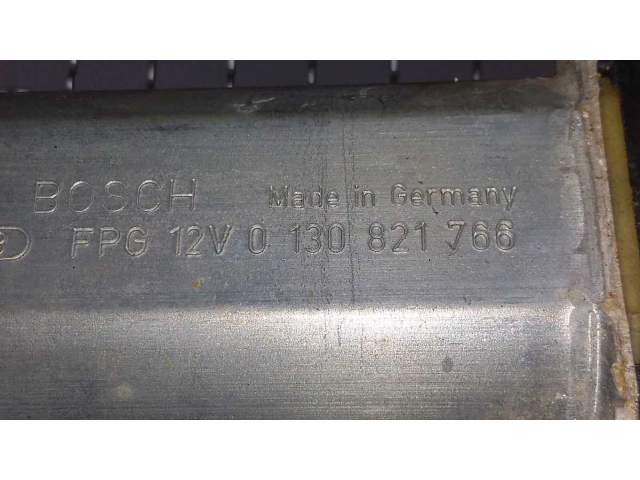 BOSCH Made in Germany
FPG 12V 0 130 821 766